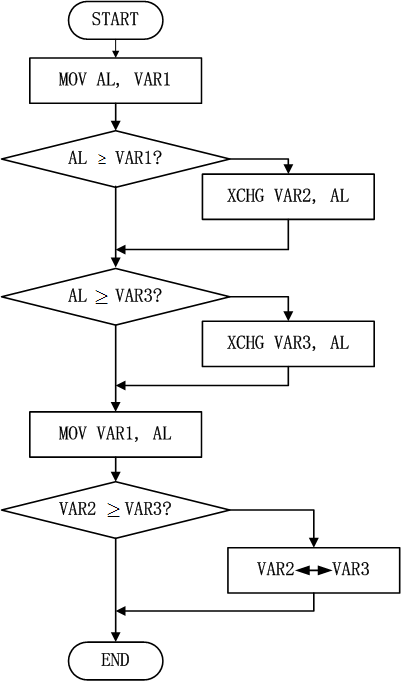 START
MOV AL, VAR1
AL ≥ VAR1?
XCHG VAR2, AL
AL ≥ VAR3?
XCHG VAR3, AL
MOV VAR1, AL
VAR2 ≥ VAR3?
VAR2 VAR3
END